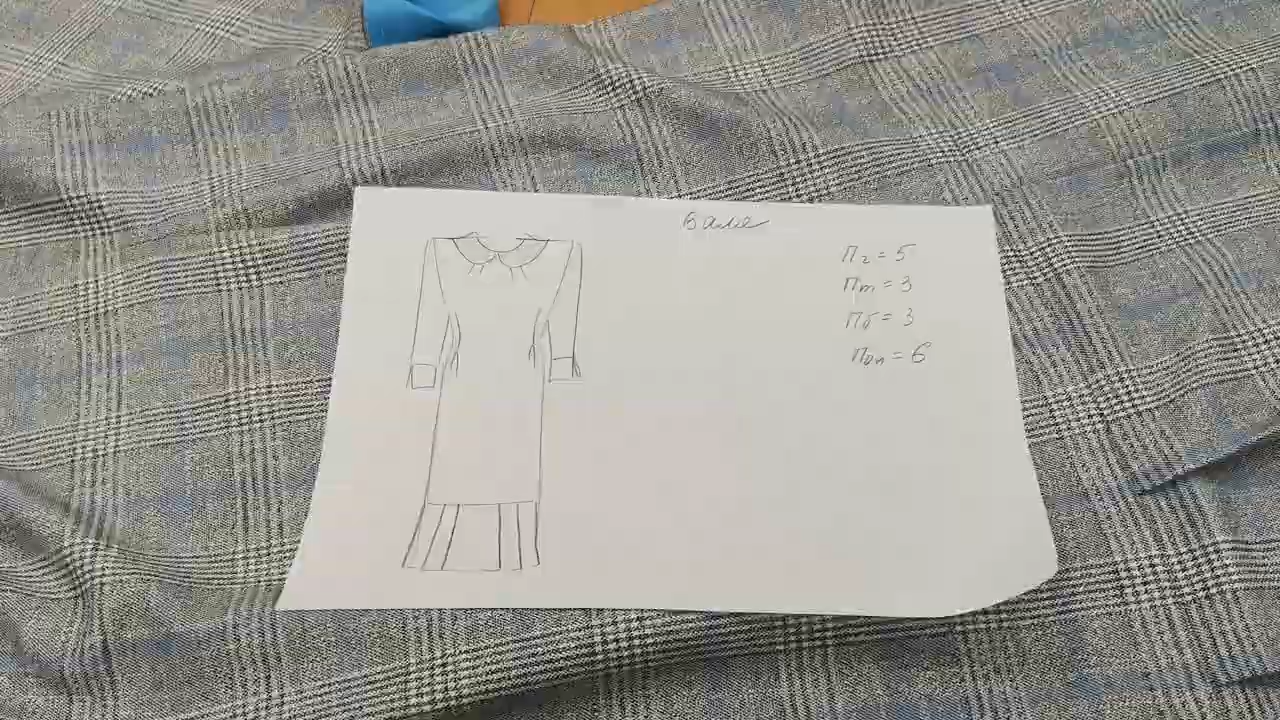 Пг = 5
Пт = 3
Пб = 3
Поп = 6